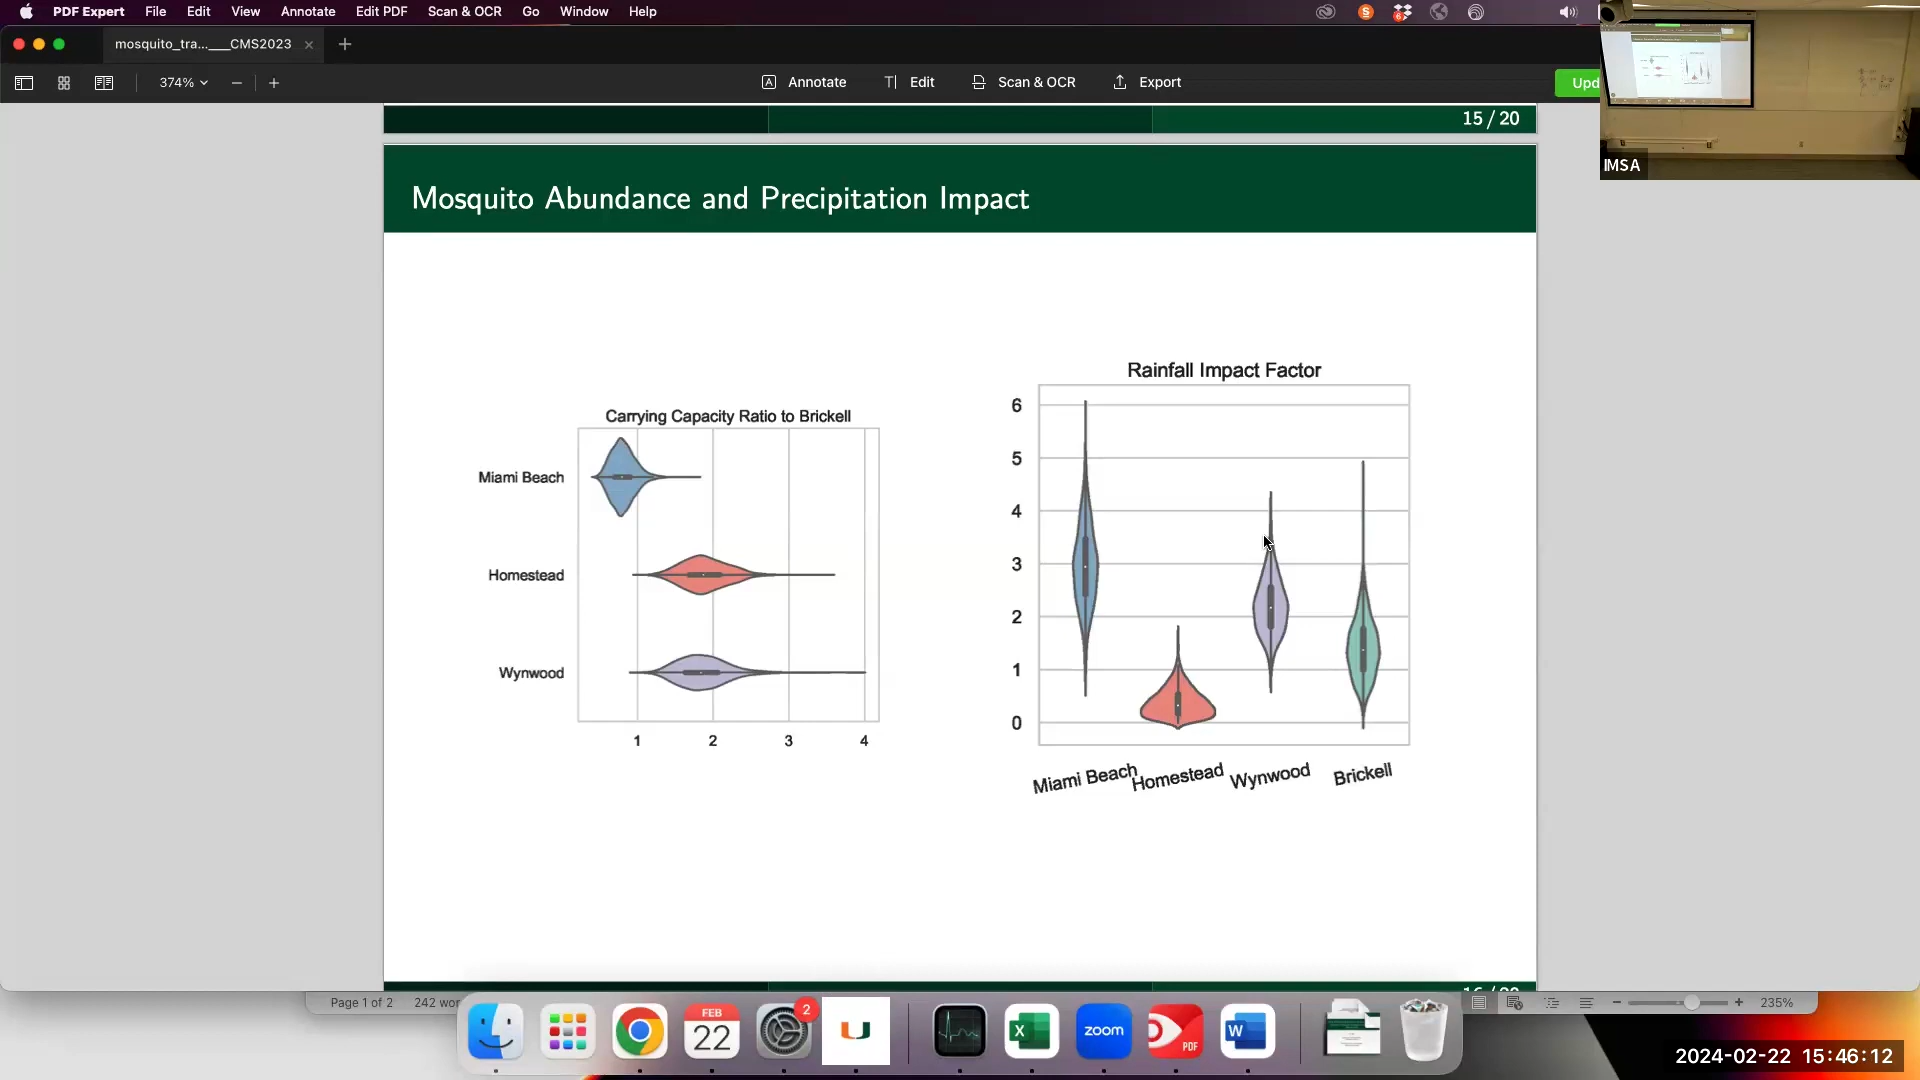 PDF Expert File Edit View Annotate Edit PDF Scan & OCR Go Window Help
mosquito_tra...___CMS2023
374%
Annotate Edit Scan & OCR Export
15 / 20
IMSA
Mosquito Abundance and Precipitation Impact
Carrying Capacity Ratio to Brickell
Miami Beach
Homestead
Wynwood
1 2 3 4
Rainfall Impact Factor
6
5
4
3
2
1
0
Miami Beach Homestead Wynwood Brickell
Page 1 of 2
235%
FEB
22
2
zoom
PDF
2024-02-22 15:46:12